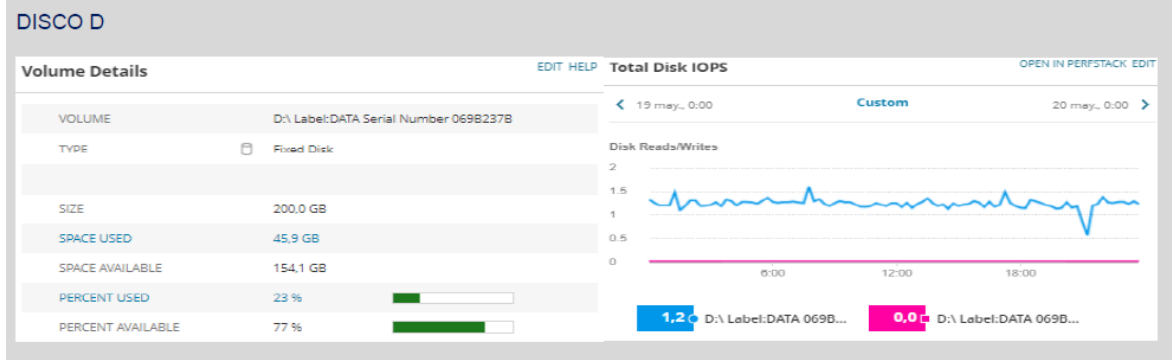 DISCO D
Volume Details
EDIT HELP
VOLUME D:\ Label:DATA Serial Number 069B237B
TYPE Fixed Disk
SIZE 200,0 GB
SPACE USED 45,9 GB
SPACE AVAILABLE 154,1 GB
PERCENT USED 23 %
PERCENT AVAILABLE 77 %
Total Disk IOPS
OPEN IN PERFSTACK EDIT
19 may., 0:00 Custom 20 may., 0:00
Disk Reads/Writes
2
1.5
1
0.5
0
6:00 12:00 18:00
1,2 D:\ Label:DATA 069B... 0,0 D:\ Label:DATA 069B...